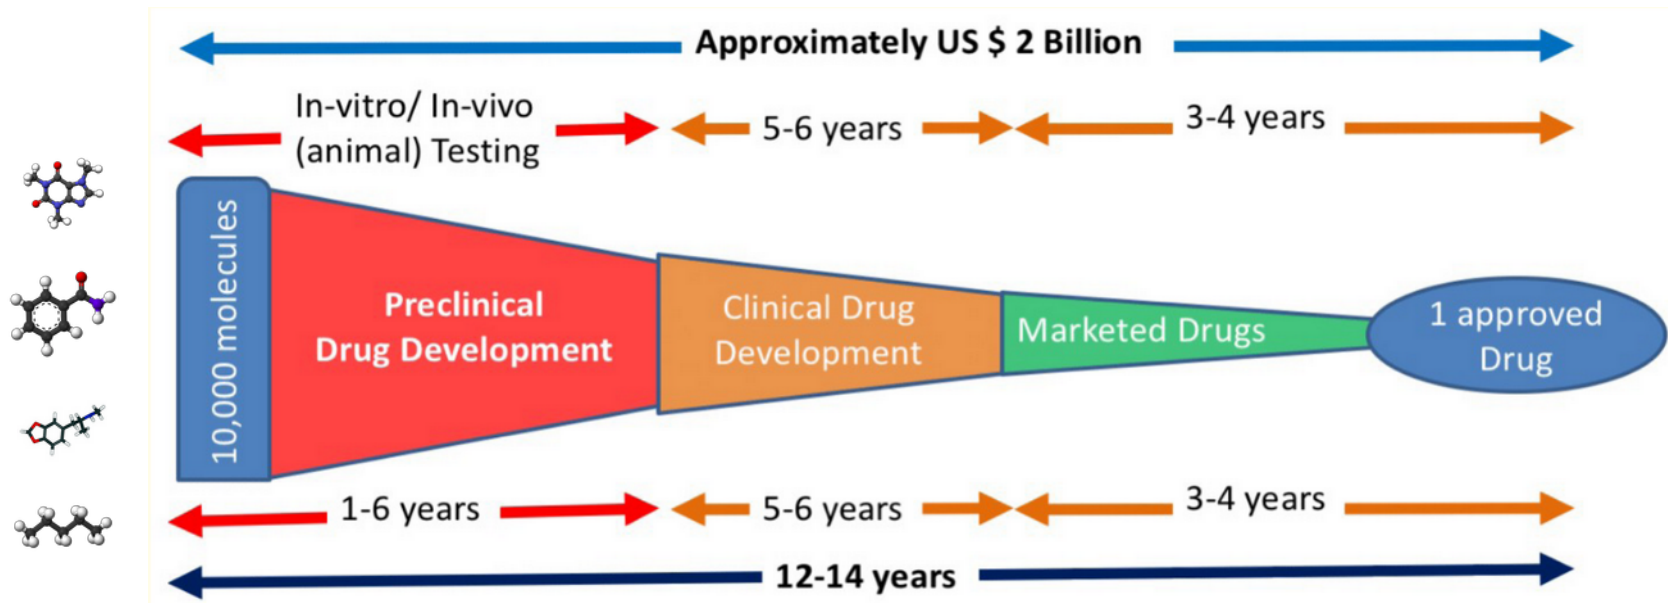 Approximately US $ 2 Billion
In-vitro/ In-vivo
(animal) Testing
5-6 years
3-4 years
10,000 molecules
Preclinical
Drug Development
Clinical Drug
Development
Marketed Drugs
1 approved
Drug
1-6 years
5-6 years
3-4 years
12-14 years